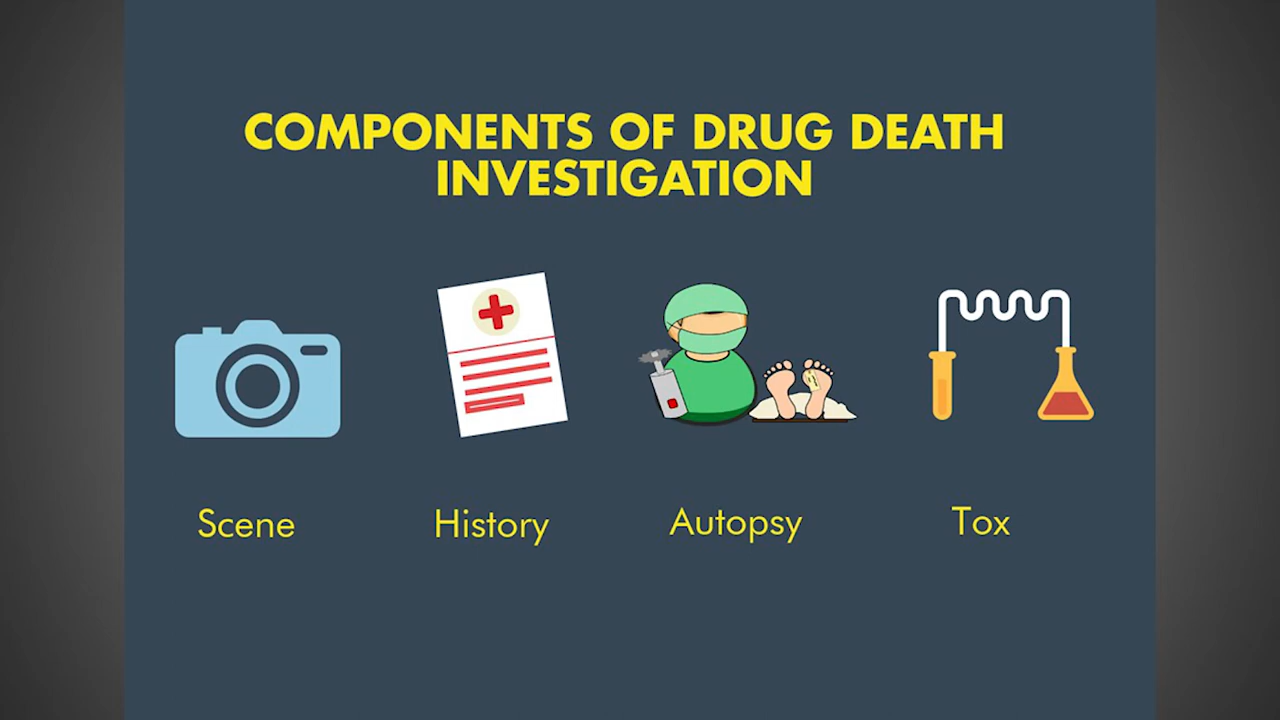 COMPONENTS OF DRUG DEATH
INVESTIGATION
Scene
History
Autopsy
Tox